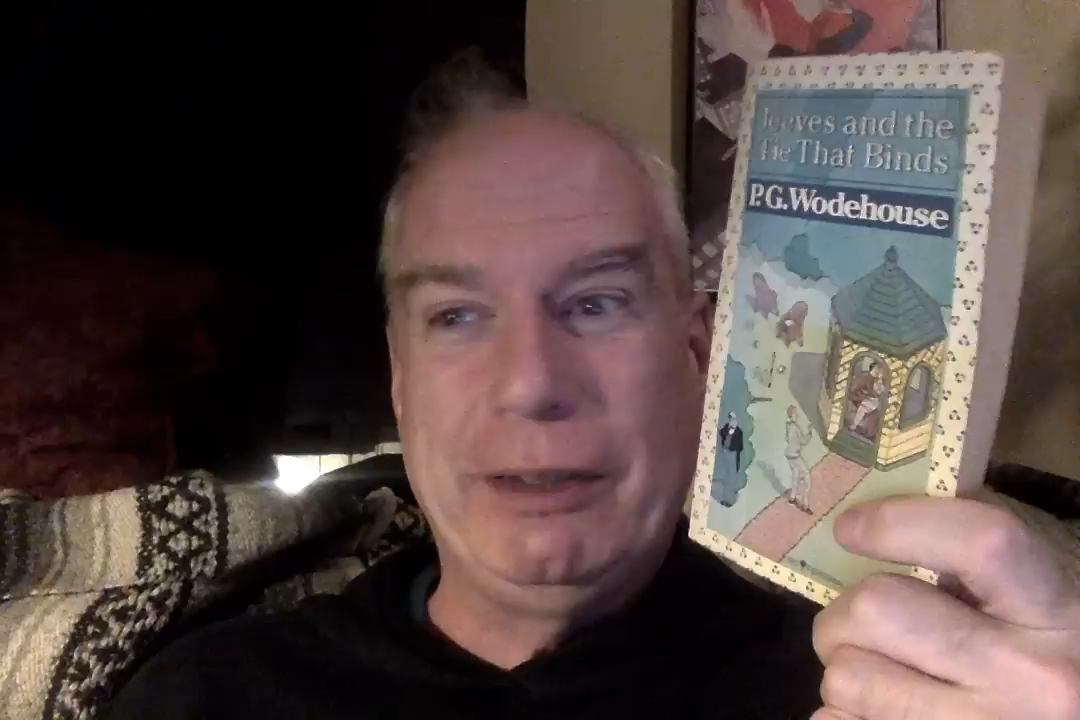 Jeeves and the
Tie That Binds
P.G.Wodehouse